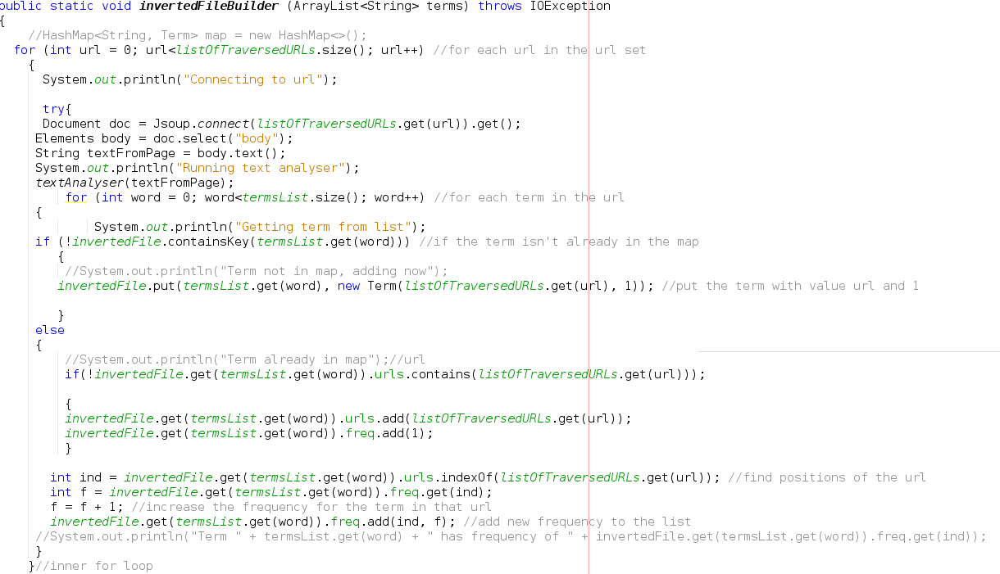 public static void invertedFileBuilder (ArrayList<String> terms) throws IOException
{
//HashMap<String, Term> map = new HashMap<>();
for (int url = 0; url<listOfTraversedURLs.size(); url++) //for each url in the url set
{
System.out.println("Connecting to url");
try{
Document doc = Jsoup.connect(listOfTraversedURLs.get(url)).get();
Elements body = doc.select("body");
String textFromPage = body.text();
System.out.println("Running text analyser");
textAnalyser(textFromPage);
for (int word = 0; word<termsList.size(); word++) //for each term in the url
{
System.out.println("Getting term from list");
if (!invertedFile.containsKey(termsList.get(word))) //if the term isn't already in the map
{
//System.out.println("Term not in map, adding now");
invertedFile.put(termsList.get(word), new Term(listOfTraversedURLs.get(url), 1)); //put the term with value url and 1
}
else
{
//System.out.println("Term already in map");//url
if(!invertedFile.get(termsList.get(word)).urls.contains(listOfTraversedURLs.get(url)));
{
invertedFile.get(termsList.get(word)).urls.add(listOfTraversedURLs.get(url));
invertedFile.get(termsList.get(word)).freq.add(1);
}
int ind = invertedFile.get(termsList.get(word)).urls.indexOf(listOfTraversedURLs.get(url)); //find positions of the url
int f = invertedFile.get(termsList.get(word)).freq.get(ind);
f = f + 1; //increase the frequency for the term in that url
invertedFile.get(termsList.get(word)).freq.add(ind, f); //add new frequency to the list
//System.out.println("Term " + termsList.get(word) + " has frequency of " + invertedFile.get(termsList.get(word)).freq.get(ind));
}
}//inner for loop